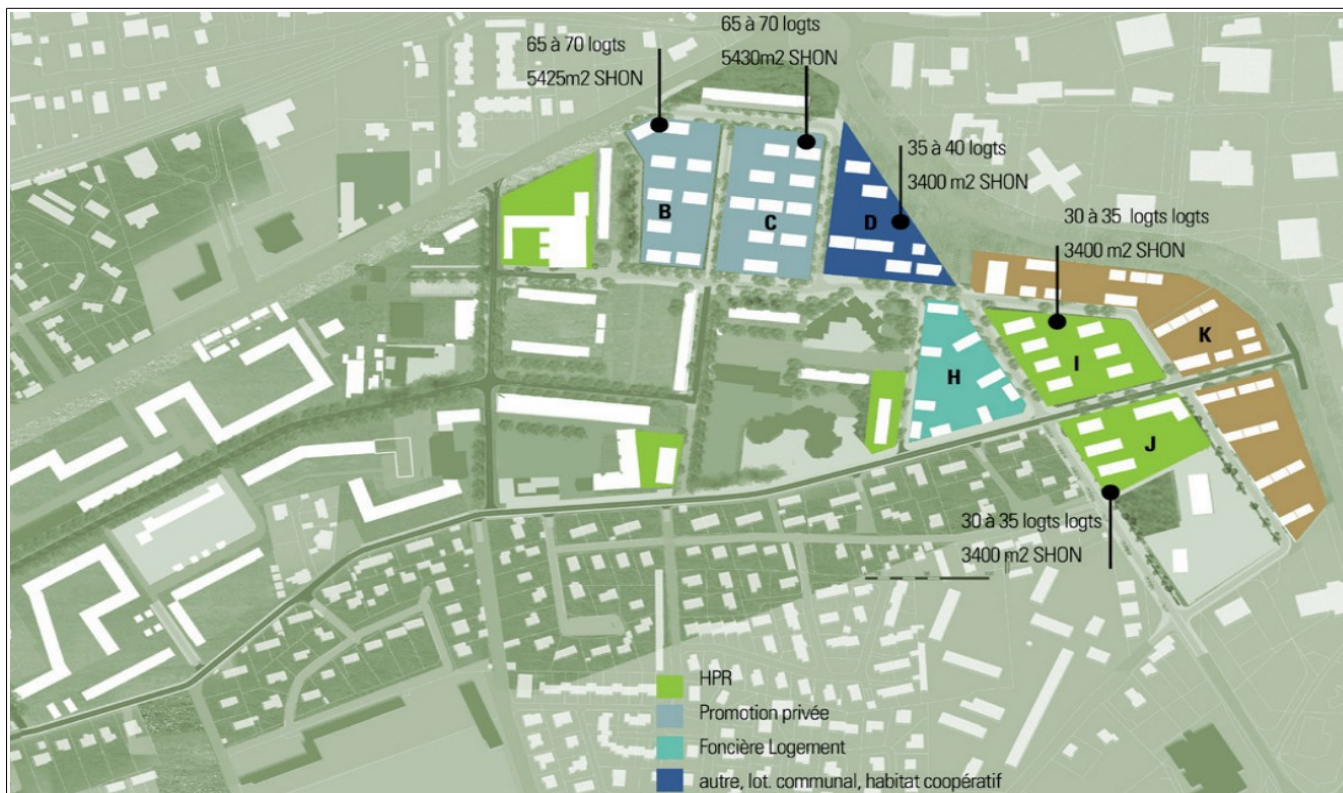 65 à 70 logts
5425m2 SHON
65 à 70 logts
5430m2 SHON
35 à 40 logts
3400 m2 SHON
30 à 35 logts logts
3400 m2 SHON
B
C
D
H
I
K
J
30 à 35 logts logts
3400 m2 SHON
HPR
Promotion privée
Foncière Logement
autre, lot. communal, habitat coopératif